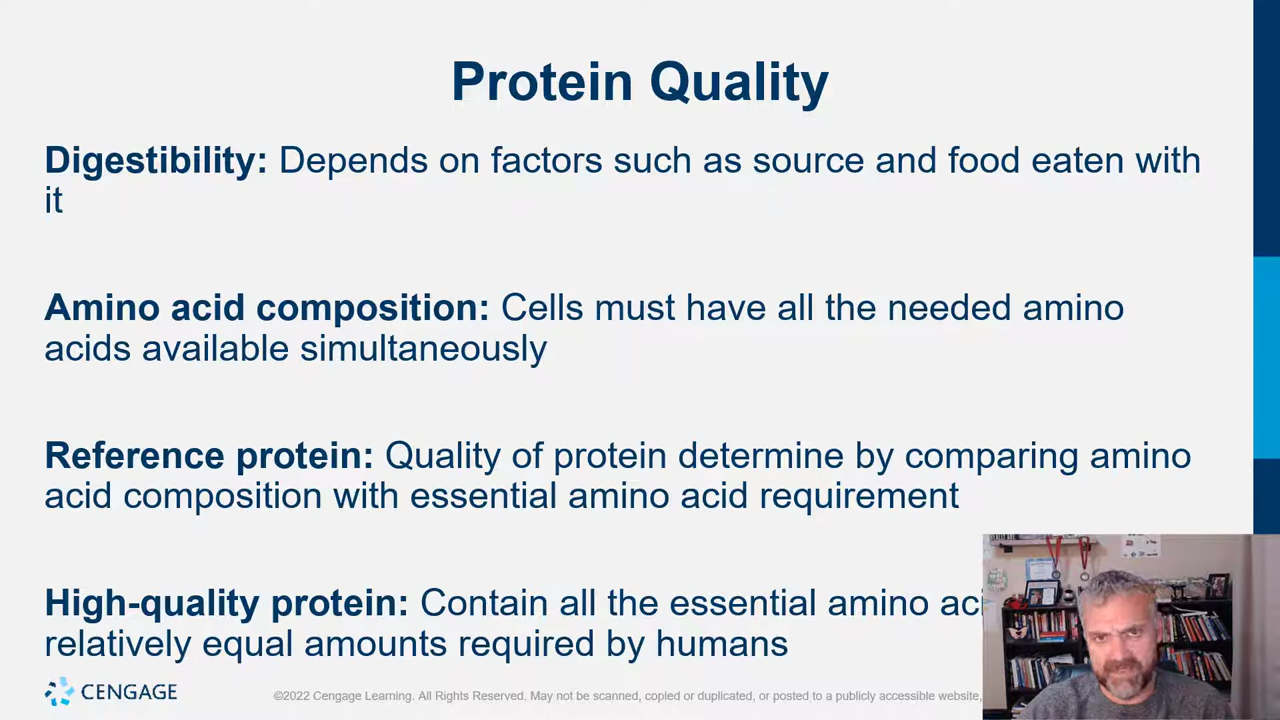 Protein Quality
Digestibility: Depends on factors such as source and food eaten with
it
Amino acid composition: Cells must have all the needed amino
acids available simultaneously
Reference protein: Quality of protein determine by comparing amino
acid composition with essential amino acid requirement
High-quality protein: Contain all the essential amino aci
relatively equal amounts required by humans
CENGAGE
©2022 Cengage Learning. All Rights Reserved. May not be scanned, copied or duplicated, or posted to a publicly accessible website,